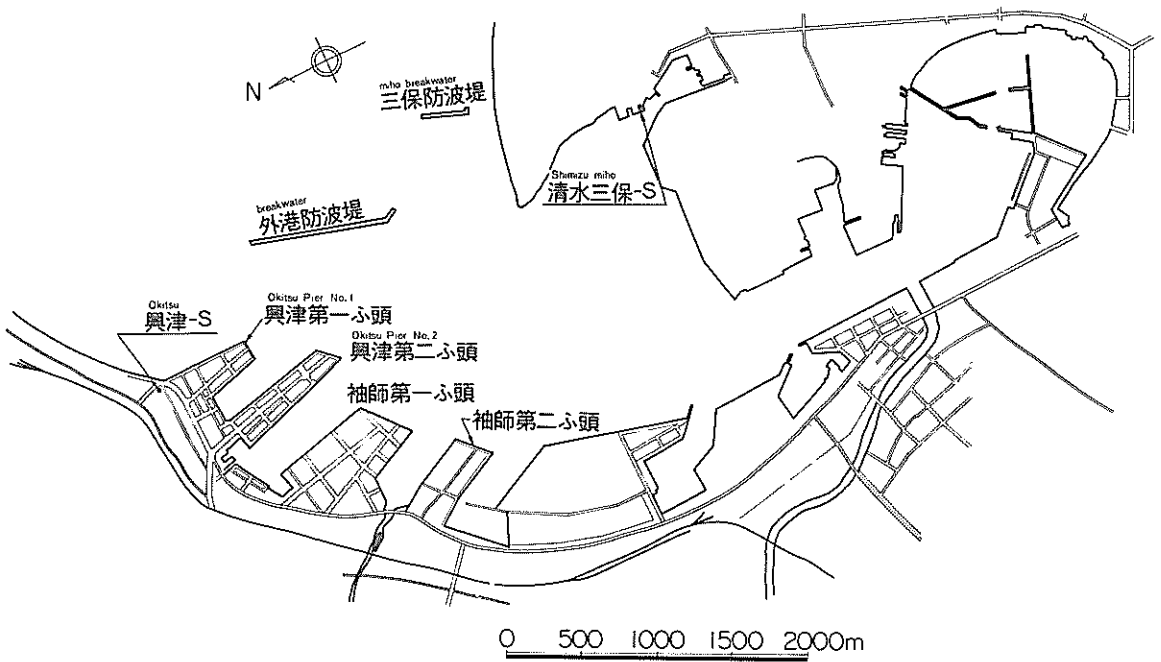 N
miho breakwater
三保防波堤
breakwater
外港防波堤
Shimizu miho
清水三保-S
Okitsu
興津-S
Okitsu Pier No.1
興津第一ふ頭
Okitsu Pier No.2
興津第二ふ頭
袖師第一ふ頭
袖師第二ふ頭
0 500 1000 1500 2000m